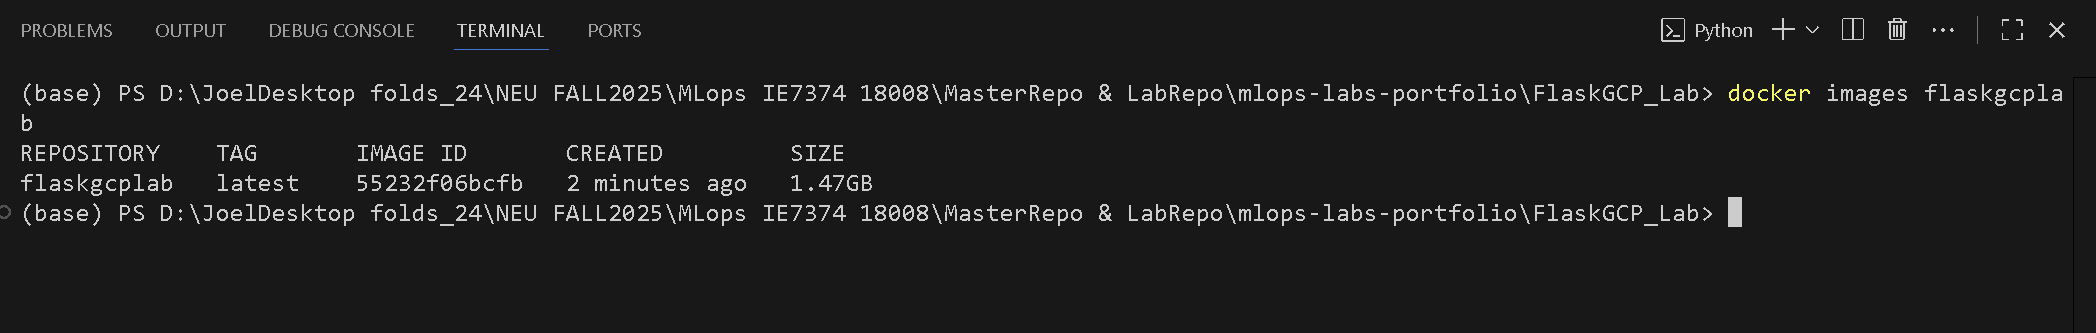 PROBLEMS OUTPUT DEBUG CONSOLE TERMINAL PORTS Python
(base) PS D:\JoelDesktop folds_24\NEU FALL2025\MLops IE7374 18008\MasterRepo & LabRepo\mlops-labs-portfolio\FlaskGCP_Lab> docker images flaskgcpla
b
REPOSITORY TAG IMAGE ID CREATED SIZE
flaskgcplab latest 55232f06bcfb 2 minutes ago 1.47GB
(base) PS D:\JoelDesktop folds_24\NEU FALL2025\MLops IE7374 18008\MasterRepo & LabRepo\mlops-labs-portfolio\FlaskGCP_Lab>